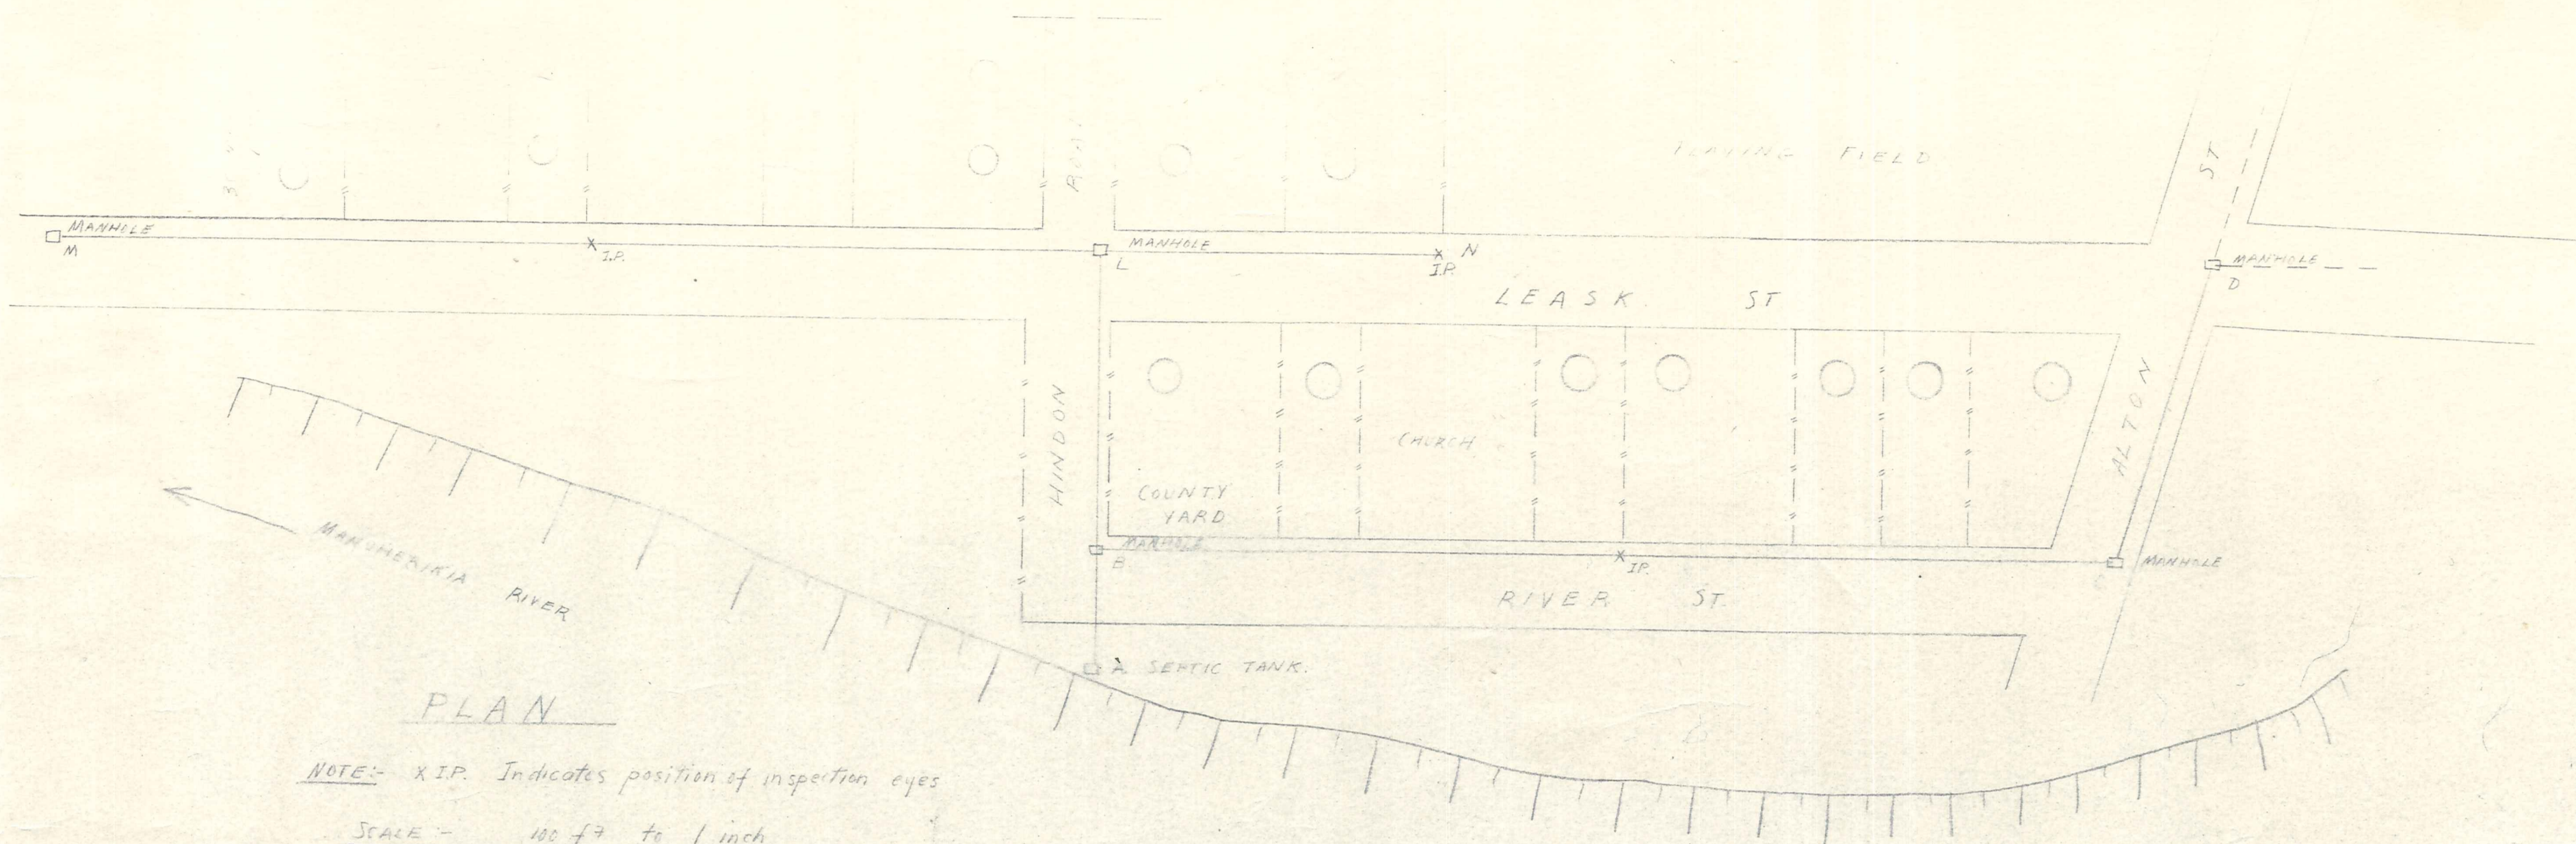 PLAYING FIELD
ST
ROAD
MANHOLE
M
I.P.
MANHOLE
L
N
I.P.
MANHOLE
D
LEASK. ST
HINDON
ALTON
CHURCH
COUNTY
YARD
MANHOLE
B
I.P.
MANHOLE
RIVER ST.
MANUHERIKIA RIVER
A SEPTIC TANK.
PLAN
NOTE:- X I.P. Indicates position of inspection eyes
SCALE :- 100 ft to 1 inch